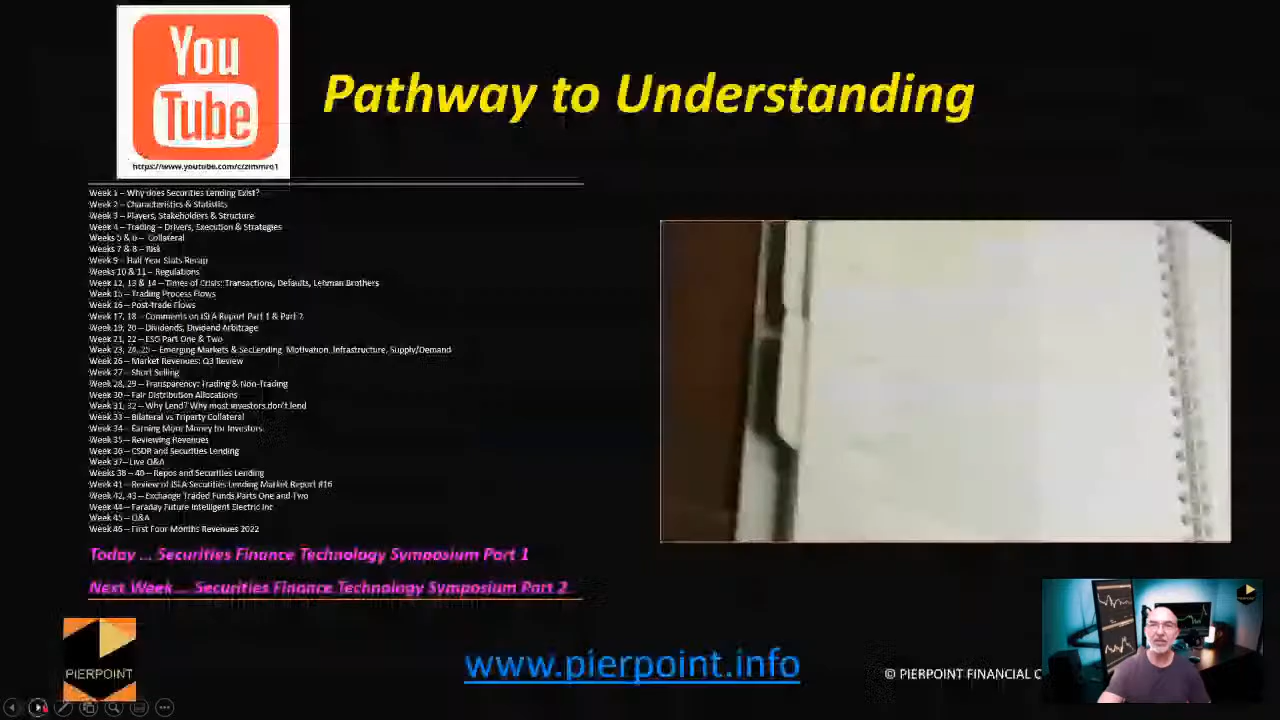 You
Tube
Pathway to Understanding
https://www.youtube.com/c/zimmro1
Week 1 – Why does Securities Lending Exist?
Week 2 – Characteristics & Statistics
Week 3 – Players, Stakeholders & Structure
Week 4 – Trading – Drivers, Execution & Strategies
Weeks 5 & 6 – Collateral
Weeks 7 & 8 – Risk
Week 9 – Half Year Stats Recap
Weeks 10 & 11 – Regulations
Week 12, 13 & 14 – Times of Crisis: Transactions, Defaults, Lehman Brothers
Week 15 – Trading Process Flows
Week 16 – Post-Trade Flows
Week 17, 18 – Comments on ISLA Report Part 1 & Part 2
Week 19, 20 – Dividends, Dividend Arbitrage
Week 21, 22 – ESG Part One & Two
Week 23, 24, 25 – Emerging Markets & SecLending, Motivation, Infrastructure, Supply/Demand
Week 26 – Market Revenues: Q3 Review
Week 27 – Short Selling
Week 28, 29 – Transparency: Trading & Non-Trading
Week 30 – Fair Distribution Allocations
Week 31, 32 – Why Lend? Why most investors don't lend
Week 33 – Bilateral vs Triparty Collateral
Week 34 – Earning More Money for Investors
Week 35 – Reviewing Revenues
Week 36 – CSDR and Securities Lending
Week 37 – Live Q&A
Weeks 38 – 40 – Repos and Securities Lending
Week 41 – Review of ISLA Securities Lending Market Report #16
Week 42, 43 – Exchange Traded Funds Parts One and Two
Week 44 – Faraday Future Intelligent Electric Inc
Week 45 – Q&A
Week 46 – First Four Months Revenues 2022
Today ... Securities Finance Technology Symposium Part 1
Next Week ... Securities Finance Technology Symposium Part 2
PIERPOINT
www.pierpoint.info
© PIERPOINT FINANCIAL C